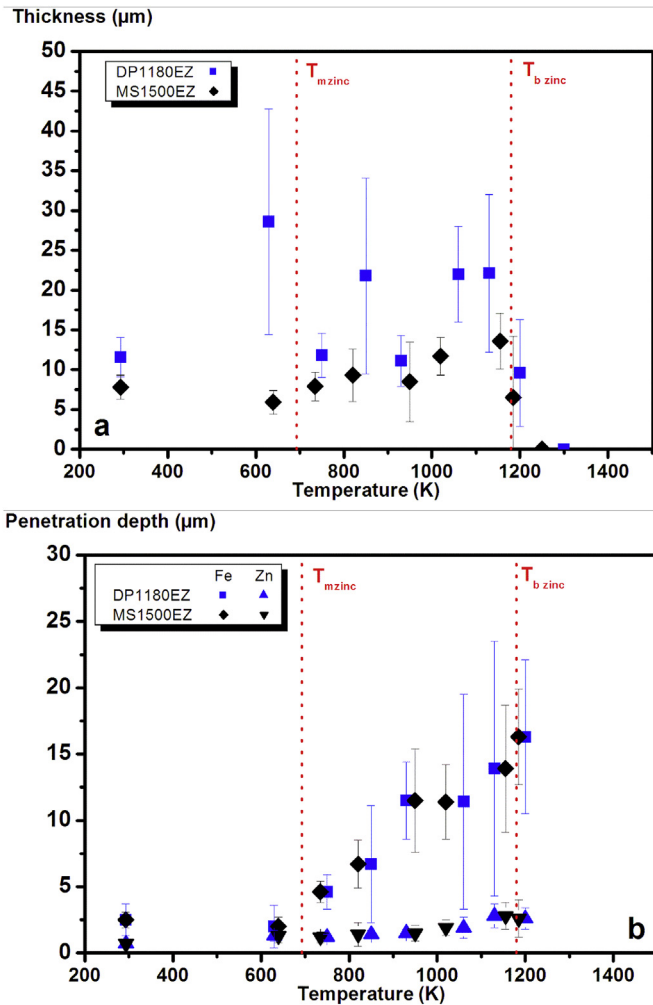 Thickness (µm)
50
45
40
35
30
25
20
15
10
5
0
DP1180EZ
MS1500EZ
T m zinc
T b zinc
a
200 400 600 800 1000 1200 1400
Temperature (K)
Penetration depth (µm)
30
25
20
15
10
5
0
Fe Zn
DP1180EZ
MS1500EZ
T m zinc
T b zinc
b
200 400 600 800 1000 1200 1400
Temperature (K)